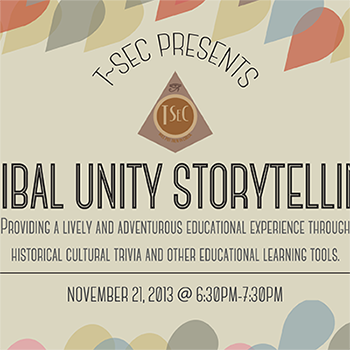 T-SEC PRESENTS
TSEC
IBAL UNITY STORYTELLIN
PROVIDING A LIVELY AND ADVENTUROUS EDUCATIONAL EXPERIENCE THROUGH
HISTORICAL CULTURAL TRIVIA AND OTHER EDUCATIONAL LEARNING TOOLS.
NOVEMBER 21, 2013 @ 6:30PM-7:30PM